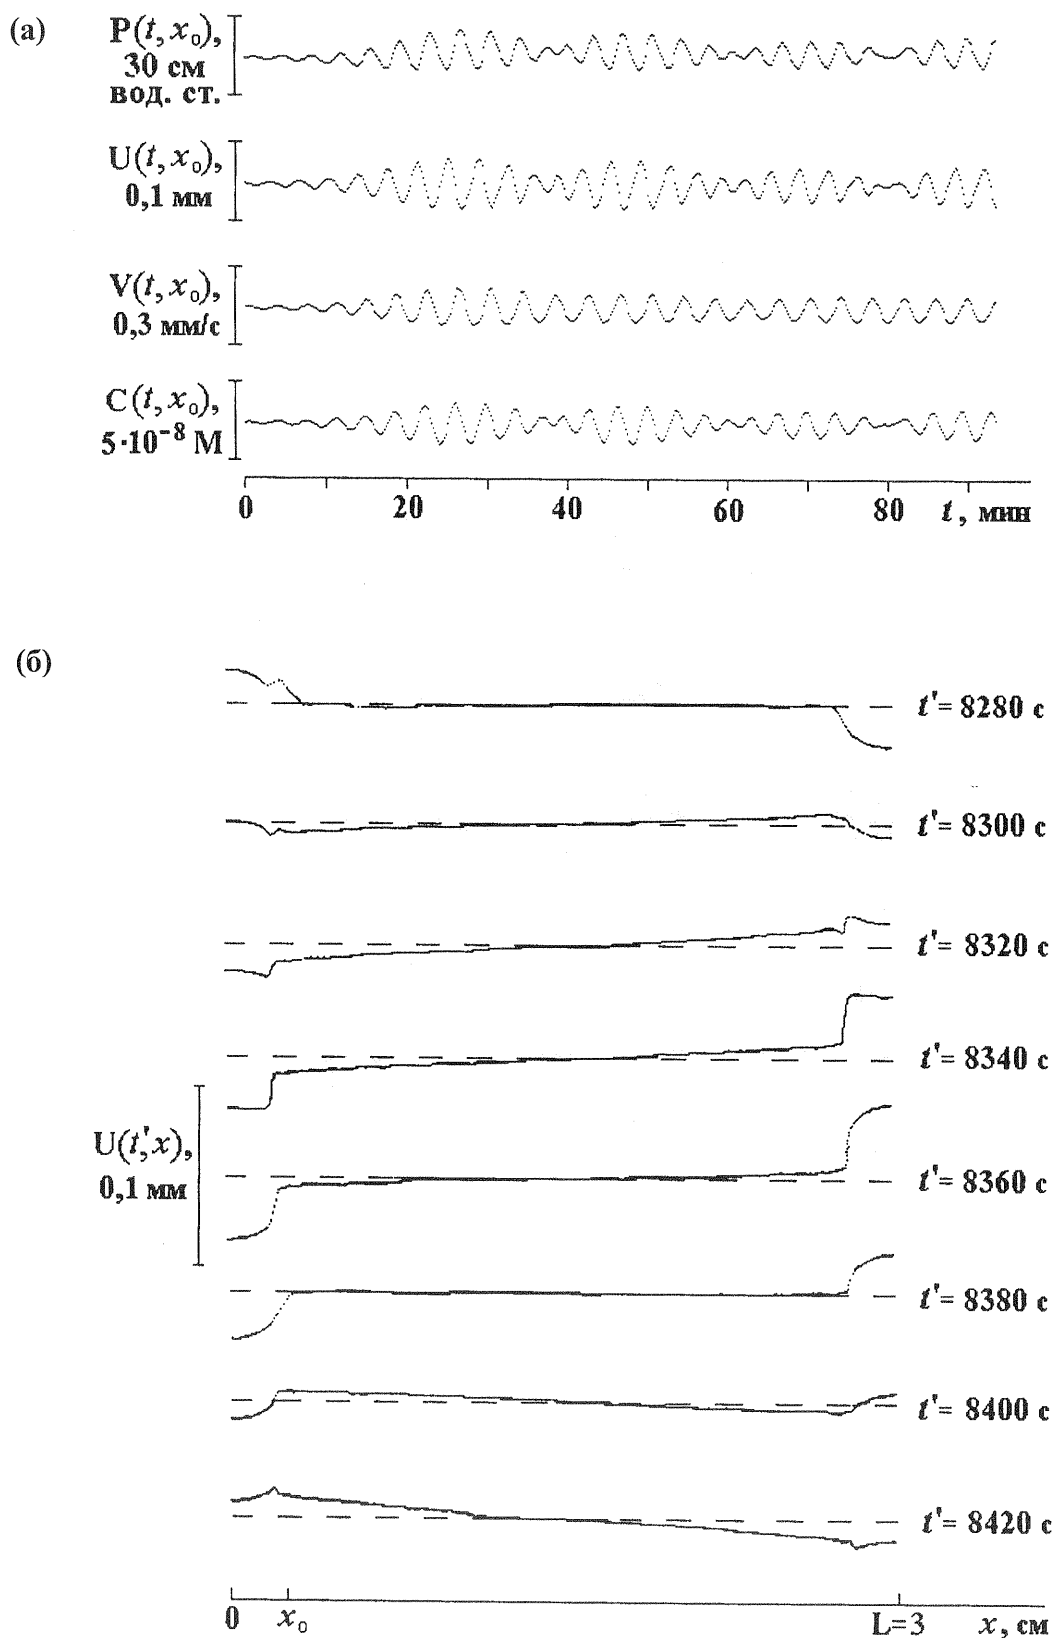 (а)
P(t, x₀),
30 см
вод. ст.
U(t, x₀),
0,1 мм
V(t, x₀),
0,3 мм/с
C(t, x₀),
5·10⁻⁸ М
0 20 40 60 80 t, мин
(б)
t'= 8280 с
t'= 8300 с
t'= 8320 с
t'= 8340 с
U(t',x),
0,1 мм
t'= 8360 с
t'= 8380 с
t'= 8400 с
t'= 8420 с
0 x₀ L=3 x, см